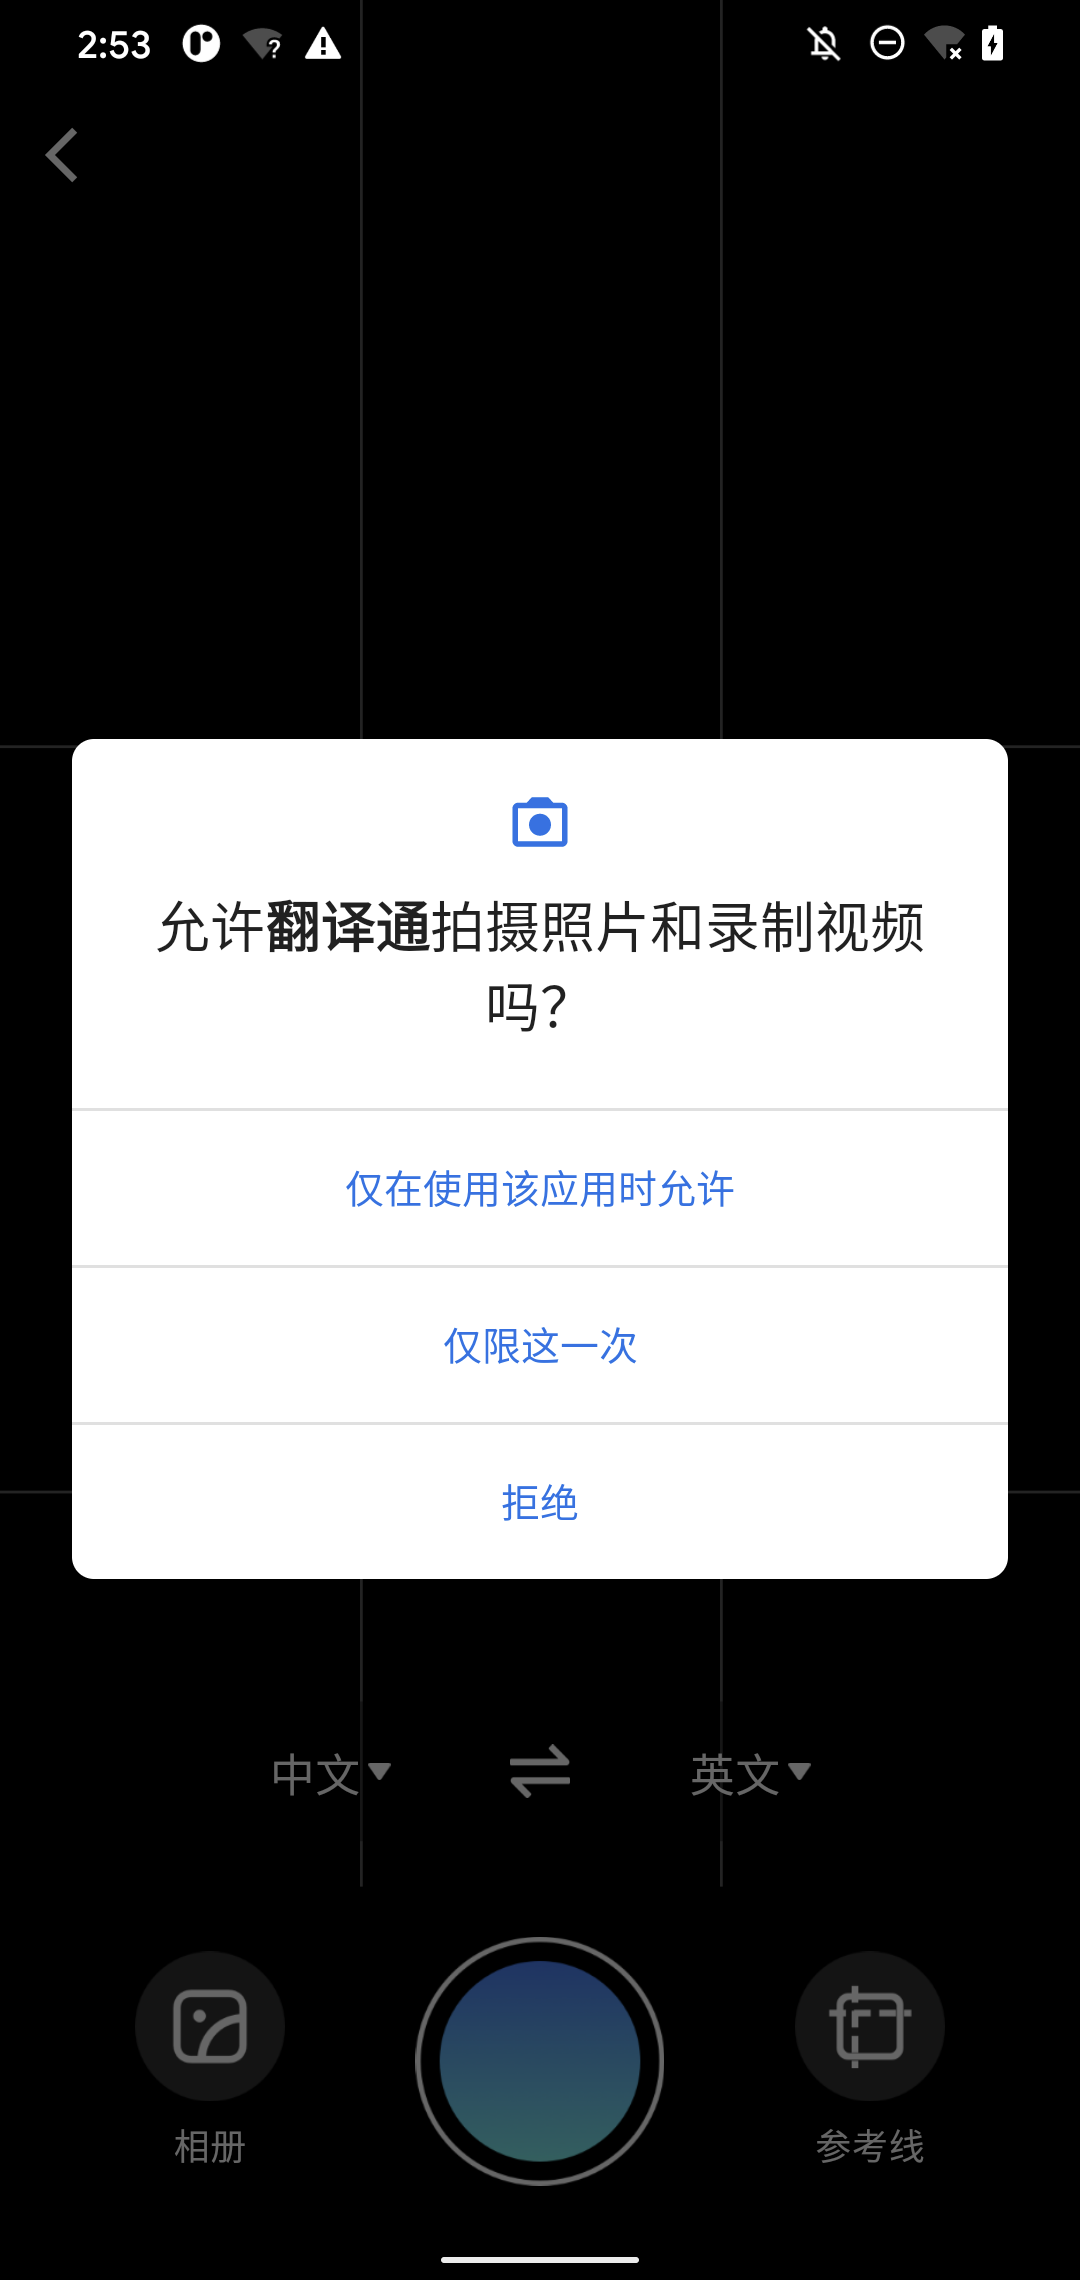 2:53
允许翻译通拍摄照片和录制视频
吗?
仅在使用该应用时允许
仅限这一次
拒绝
中文
英文
相册
参考线